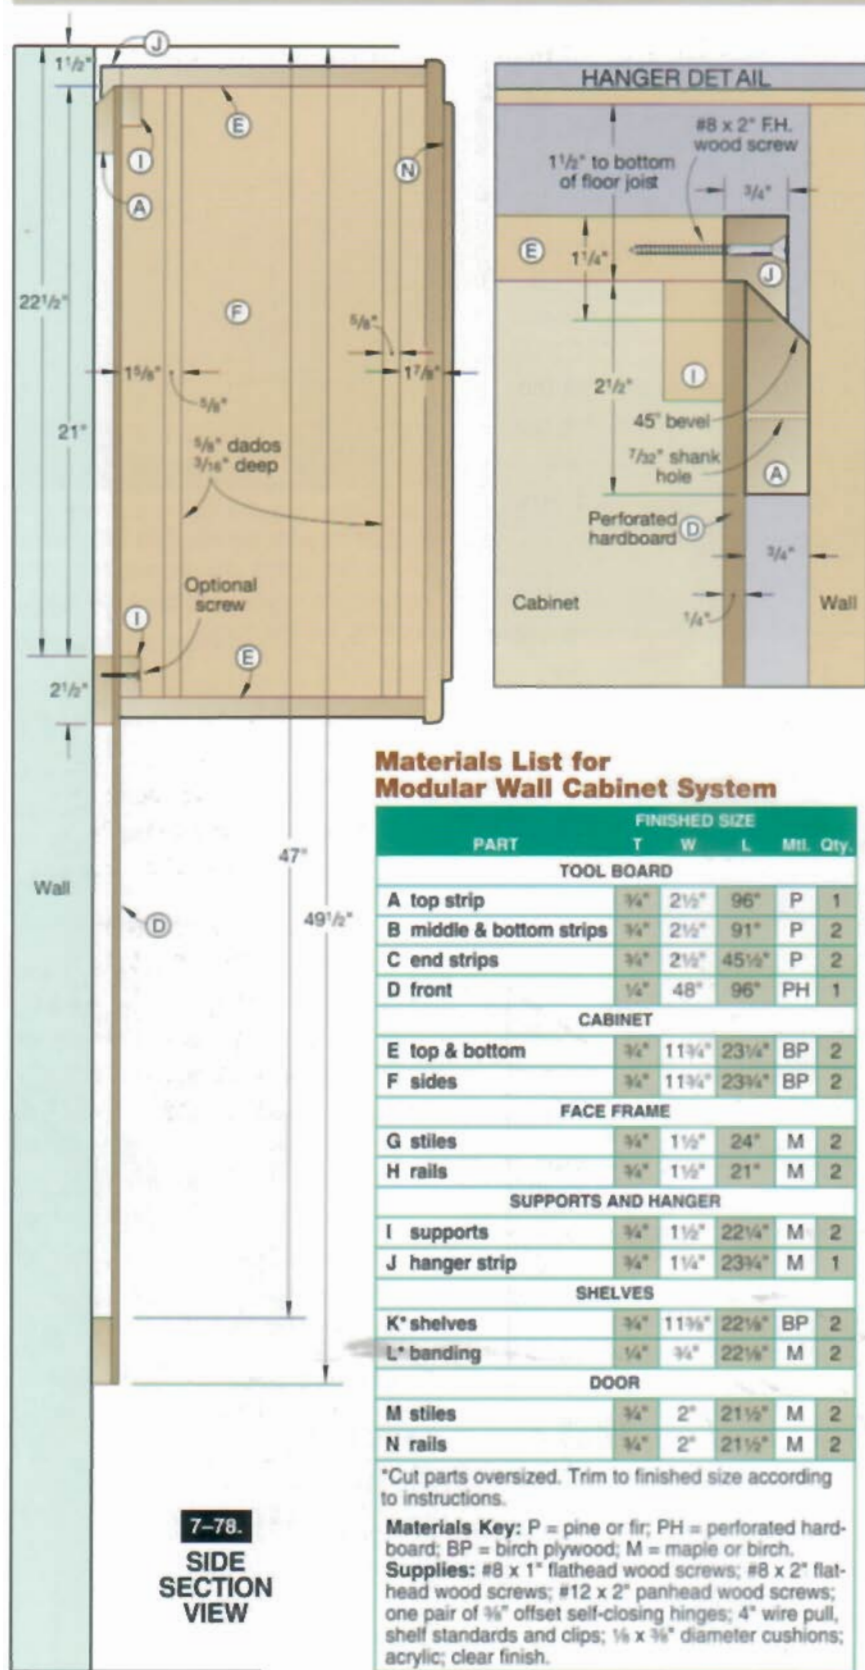 1½"
J
E
I
A
N
22½"
F
5/8"
1⅝"
5/8"
1⅞"
21"
5/8" dados
3/16" deep
Optional
screw
I
E
2½"
47"
49½"
Wall
D
7–78.
SIDE
SECTION
VIEW
HANGER DETAIL
#8 x 2" F.H.
wood screw
1½" to bottom
of floor joist
3/4"
E
1¼"
J
I
2½"
45° bevel
7/32" shank
hole
A
Perforated
hardboard
D
3/4"
Cabinet
Wall
1/4"
Materials List for
Modular Wall Cabinet System
FINISHED SIZE
PART T W L Mtl. Qty.
TOOL BOARD
A top strip ¾" 2½" 96" P 1
B middle & bottom strips ¾" 2½" 91" P 2
C end strips ¾" 2½" 45½" P 2
D front ¼" 48" 96" PH 1
CABINET
E top & bottom ¾" 11¾" 23¼" BP 2
F sides ¾" 11¾" 23¾" BP 2
FACE FRAME
G stiles ¾" 1½" 24" M 2
H rails ¾" 1½" 21" M 2
SUPPORTS AND HANGER
I supports ¾" 1½" 22¼" M 2
J hanger strip ¾" 1¼" 23¾" M 1
SHELVES
K* shelves ¾" 11⅜" 22⅛" BP 2
L* banding ¼" ¾" 22⅛" M 2
DOOR
M stiles ¾" 2" 21½" M 2
N rails ¾" 2" 21½" M 2
*Cut parts oversized. Trim to finished size according
to instructions.
Materials Key: P = pine or fir; PH = perforated hard-
board; BP = birch plywood; M = maple or birch.
Supplies: #8 x 1" flathead wood screws; #8 x 2" flat-
head wood screws; #12 x 2" panhead wood screws;
one pair of ⅜" offset self-closing hinges; 4" wire pull,
shelf standards and clips; ⅛ x ⅜" diameter cushions;
acrylic; clear finish.